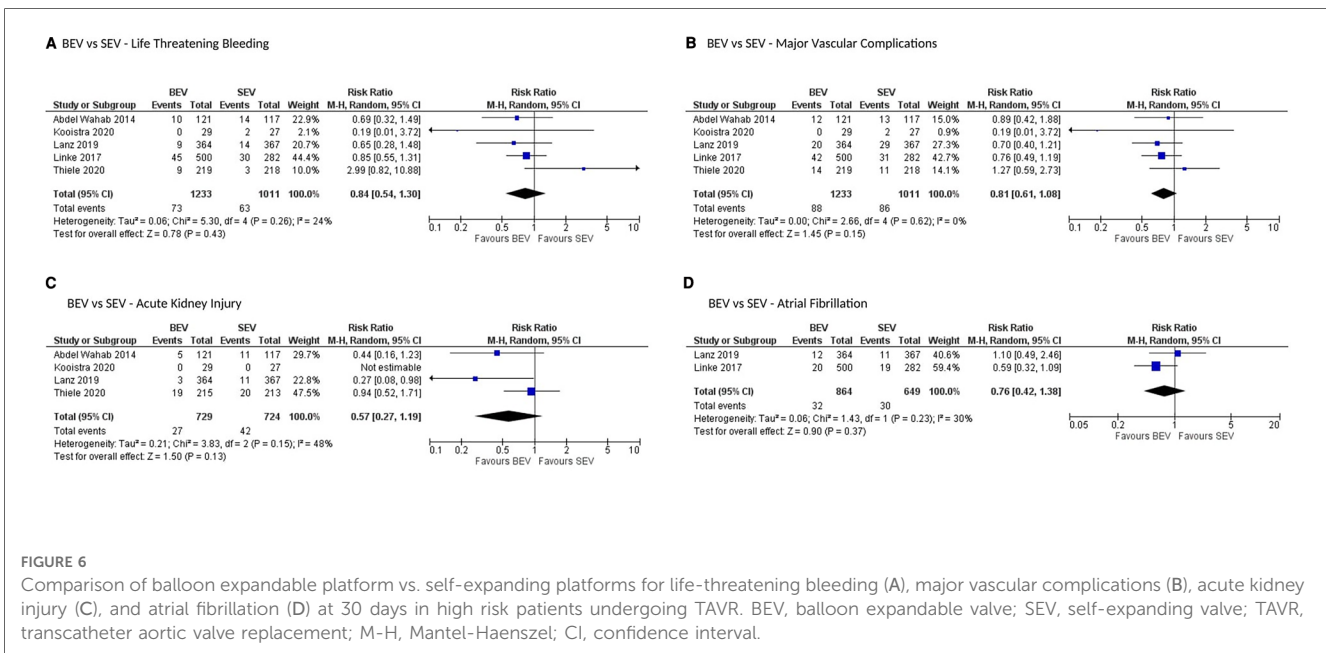 A BEV vs SEV - Life Threatening Bleeding
BEV SEV Risk Ratio Risk Ratio
Study or Subgroup Events Total Events Total Weight M-H, Random, 95% CI M-H, Random, 95% CI
Abdel Wahab 2014 10 121 14 117 22.9% 0.69 [0.32, 1.49]
Kooistra 2020 0 29 2 27 2.1% 0.19 [0.01, 3.72]
Lanz 2019 9 364 14 367 20.7% 0.65 [0.28, 1.48]
Linke 2017 45 500 30 282 44.4% 0.85 [0.55, 1.31]
Thiele 2020 9 219 3 218 10.0% 2.99 [0.82, 10.88]
Total (95% CI) 1233 1011 100.0% 0.84 [0.54, 1.30]
Total events 73 63
Heterogeneity: Tau² = 0.06; Chi² = 5.30, df = 4 (P = 0.26); I² = 24%
Test for overall effect: Z = 0.78 (P = 0.43)
0.1 0.2 0.5 1 2 5 10
Favours BEV Favours SEV
B BEV vs SEV - Major Vascular Complications
BEV SEV Risk Ratio Risk Ratio
Study or Subgroup Events Total Events Total Weight M-H, Random, 95% CI M-H, Random, 95% CI
Abdel Wahab 2014 12 121 13 117 15.0% 0.89 [0.42, 1.88]
Kooistra 2020 0 29 2 27 0.9% 0.19 [0.01, 3.72]
Lanz 2019 20 364 29 367 27.3% 0.70 [0.40, 1.21]
Linke 2017 42 500 31 282 42.7% 0.76 [0.49, 1.19]
Thiele 2020 14 219 11 218 14.1% 1.27 [0.59, 2.73]
Total (95% CI) 1233 1011 100.0% 0.81 [0.61, 1.08]
Total events 88 86
Heterogeneity: Tau² = 0.00; Chi² = 2.66, df = 4 (P = 0.62); I² = 0%
Test for overall effect: Z = 1.45 (P = 0.15)
0.1 0.2 0.5 1 2 5 10
Favours BEV Favours SEV
C
BEV vs SEV - Acute Kidney Injury
BEV SEV Risk Ratio Risk Ratio
Study or Subgroup Events Total Events Total Weight M-H, Random, 95% CI M-H, Random, 95% CI
Abdel Wahab 2014 5 121 11 117 29.7% 0.44 [0.16, 1.23]
Kooistra 2020 0 29 0 27 Not estimable
Lanz 2019 3 364 11 367 22.8% 0.27 [0.08, 0.98]
Thiele 2020 19 215 20 213 47.5% 0.94 [0.52, 1.71]
Total (95% CI) 729 724 100.0% 0.57 [0.27, 1.19]
Total events 27 42
Heterogeneity: Tau² = 0.21; Chi² = 3.83, df = 2 (P = 0.15); I² = 48%
Test for overall effect: Z = 1.50 (P = 0.13)
0.1 0.2 0.5 1 2 5 10
Favours BEV Favours SEV
D
BEV vs SEV - Atrial Fibrillation
BEV SEV Risk Ratio Risk Ratio
Study or Subgroup Events Total Events Total Weight M-H, Random, 95% CI M-H, Random, 95% CI
Lanz 2019 12 364 11 367 40.6% 1.10 [0.49, 2.46]
Linke 2017 20 500 19 282 59.4% 0.59 [0.32, 1.09]
Total (95% CI) 864 649 100.0% 0.76 [0.42, 1.38]
Total events 32 30
Heterogeneity: Tau² = 0.06; Chi² = 1.43, df = 1 (P = 0.23); I² = 30%
Test for overall effect: Z = 0.90 (P = 0.37)
0.05 0.2 1 5 20
Favours BEV Favours SEV
FIGURE 6
Comparison of balloon expandable platform vs. self-expanding platforms for life-threatening bleeding (A), major vascular complications (B), acute kidney
injury (C), and atrial fibrillation (D) at 30 days in high risk patients undergoing TAVR. BEV, balloon expandable valve; SEV, self-expanding valve; TAVR,
transcatheter aortic valve replacement; M-H, Mantel-Haenszel; CI, confidence interval.